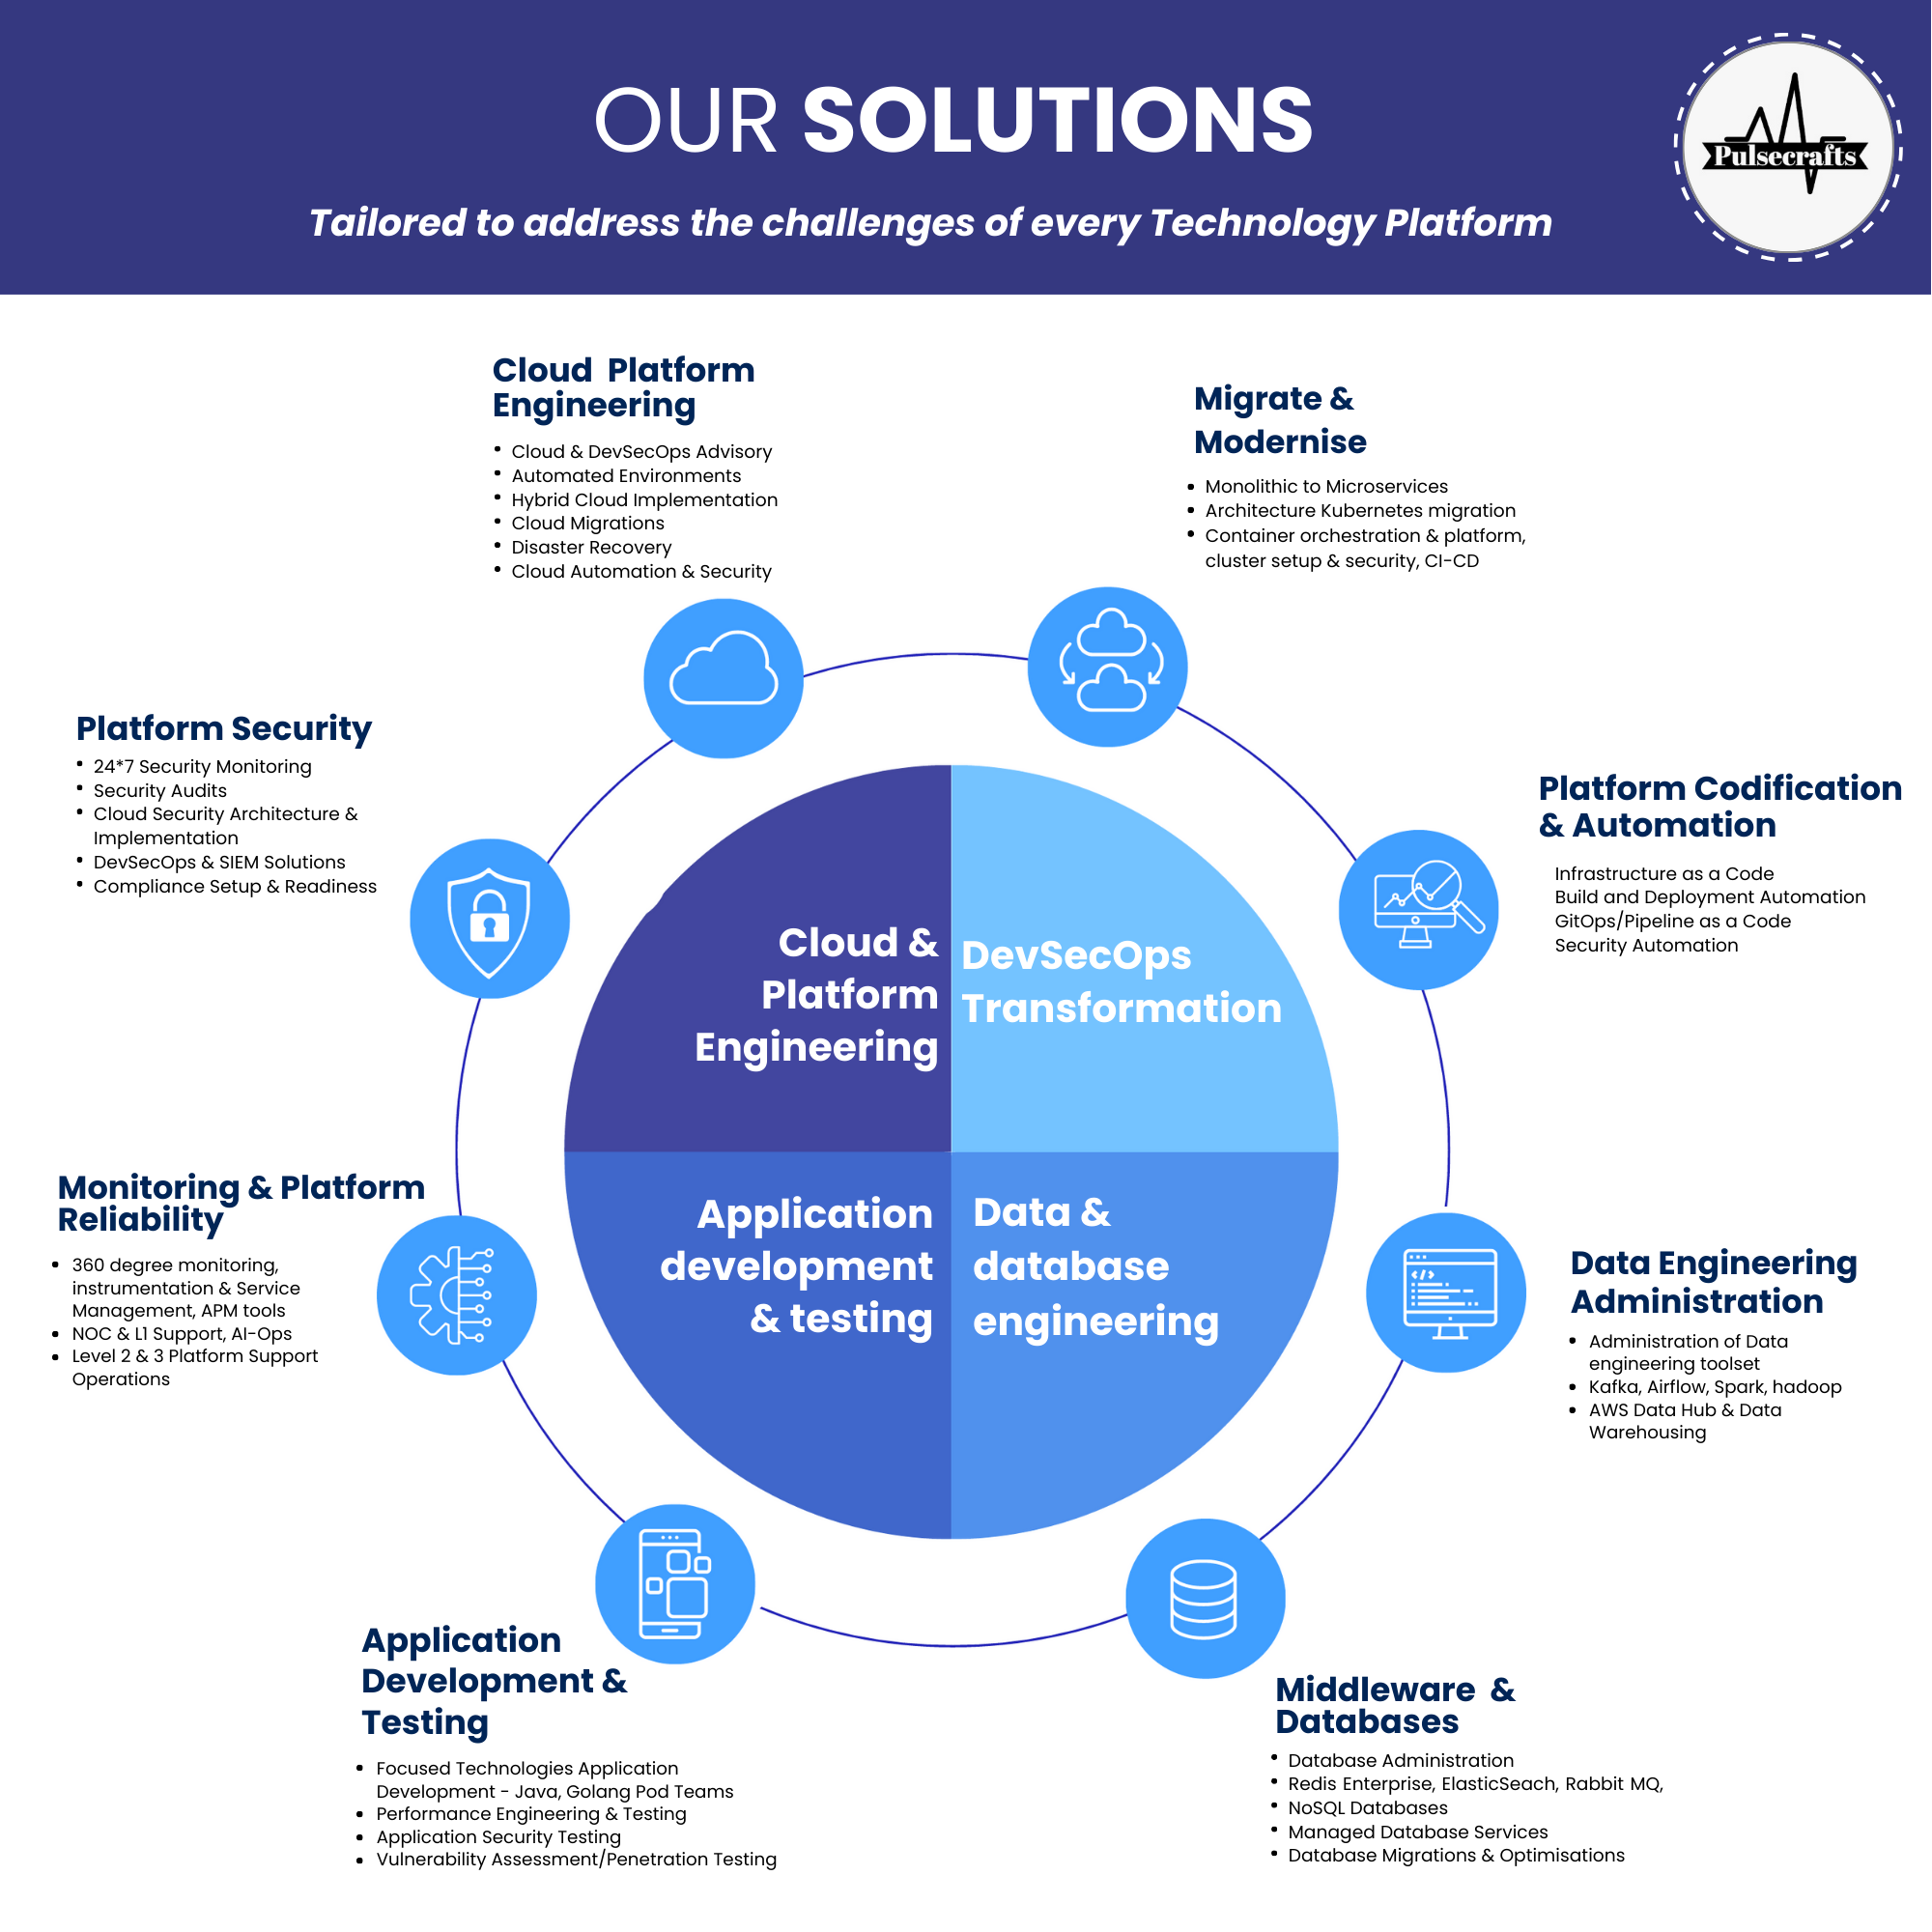 OUR SOLUTIONS
Tailored to address the challenges of every Technology Platform
Pulsecrafts
Cloud Platform
Engineering
• Cloud & DevSecOps Advisory
• Automated Environments
• Hybrid Cloud Implementation
• Cloud Migrations
• Disaster Recovery
• Cloud Automation & Security
Migrate &
Modernise
• Monolithic to Microservices
• Architecture Kubernetes migration
• Container orchestration & platform,
cluster setup & security, CI-CD
Platform Security
• 24*7 Security Monitoring
• Security Audits
• Cloud Security Architecture &
Implementation
• DevSecOps & SIEM Solutions
• Compliance Setup & Readiness
Platform Codification
& Automation
Infrastructure as a Code
Build and Deployment Automation
GitOps/Pipeline as a Code
Security Automation
Cloud &
Platform
Engineering
DevSecOps
Transformation
Application
development
& testing
Data &
database
engineering
Monitoring & Platform
Reliability
• 360 degree monitoring,
instrumentation & Service
Management, APM tools
• NOC & L1 Support, AI-Ops
• Level 2 & 3 Platform Support
Operations
Data Engineering
Administration
• Administration of Data
engineering toolset
• Kafka, Airflow, Spark, hadoop
• AWS Data Hub & Data
Warehousing
Application
Development &
Testing
• Focused Technologies Application
Development - Java, Golang Pod Teams
• Performance Engineering & Testing
• Application Security Testing
• Vulnerability Assessment/Penetration Testing
Middleware &
Databases
• Database Administration
• Redis Enterprise, ElasticSeach, Rabbit MQ,
• NoSQL Databases
• Managed Database Services
• Database Migrations & Optimisations